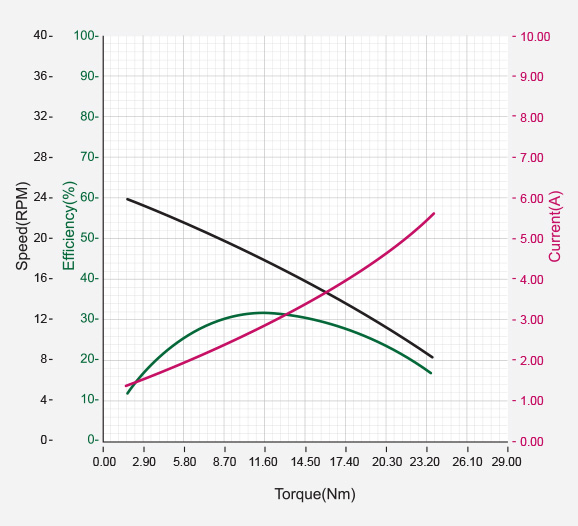 40- 100- - 10.00
36- 90- - 9.00
32- 80- - 8.00
28- 70- - 7.00
24- 60- - 6.00
20- 50- - 5.00
16- 40- - 4.00
12- 30- - 3.00
8- 20- - 2.00
4- 10- - 1.00
0- 0- - 0.00
Speed(RPM)
Efficiency(%)
Current(A)
0.00 2.90 5.80 8.70 11.60 14.50 17.40 20.30 23.20 26.10 29.00
Torque(Nm)